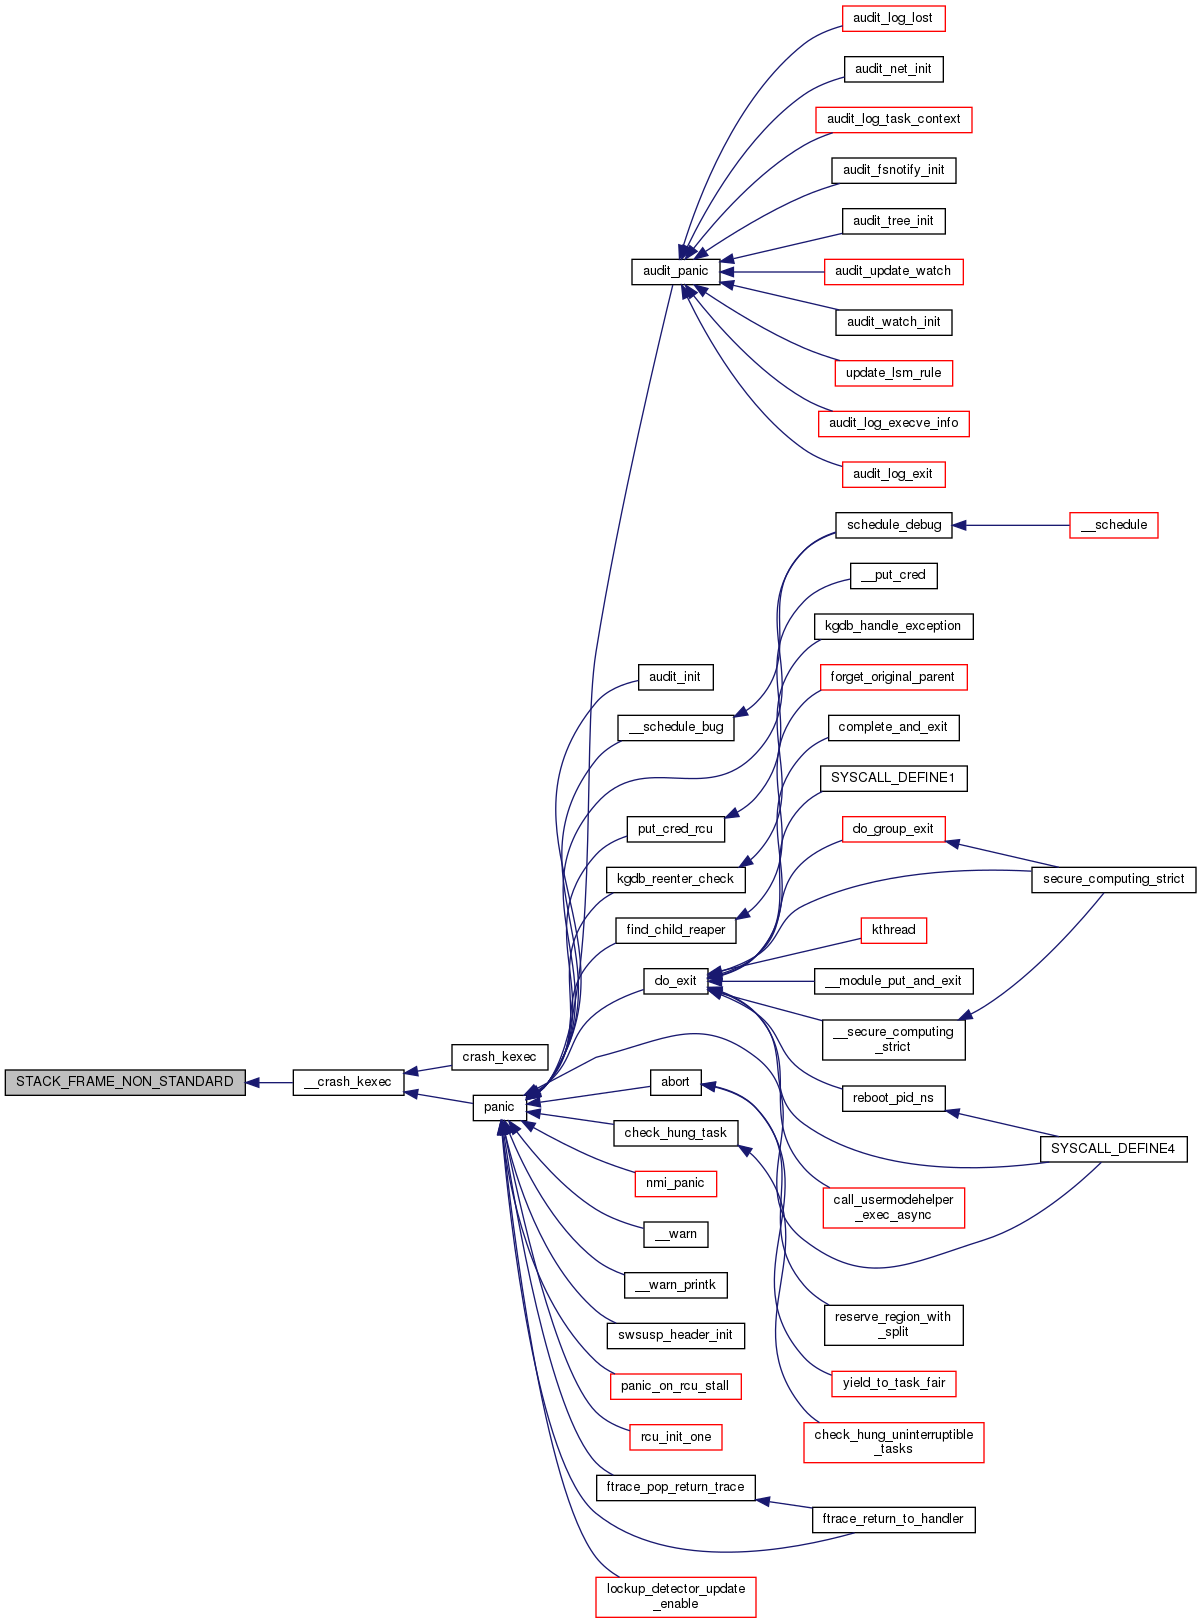 audit_log_lost
audit_net_init
audit_log_task_context
audit_fsnotify_init
audit_tree_init
audit_panic
audit_update_watch
audit_watch_init
update_lsm_rule
audit_log_execve_info
audit_log_exit
schedule_debug
__schedule
__put_cred
kgdb_handle_exception
audit_init
forget_original_parent
__schedule_bug
complete_and_exit
SYSCALL_DEFINE1
put_cred_rcu
do_group_exit
kgdb_reenter_check
secure_computing_strict
find_child_reaper
kthread
do_exit
__module_put_and_exit
__secure_computing
_strict
crash_kexec
STACK_FRAME_NON_STANDARD
__crash_kexec
abort
reboot_pid_ns
panic
check_hung_task
SYSCALL_DEFINE4
nmi_panic
call_usermodehelper
_exec_async
__warn
__warn_printk
reserve_region_with
_split
swsusp_header_init
panic_on_rcu_stall
yield_to_task_fair
rcu_init_one
check_hung_uninterruptible
_tasks
ftrace_pop_return_trace
ftrace_return_to_handler
lockup_detector_update
_enable